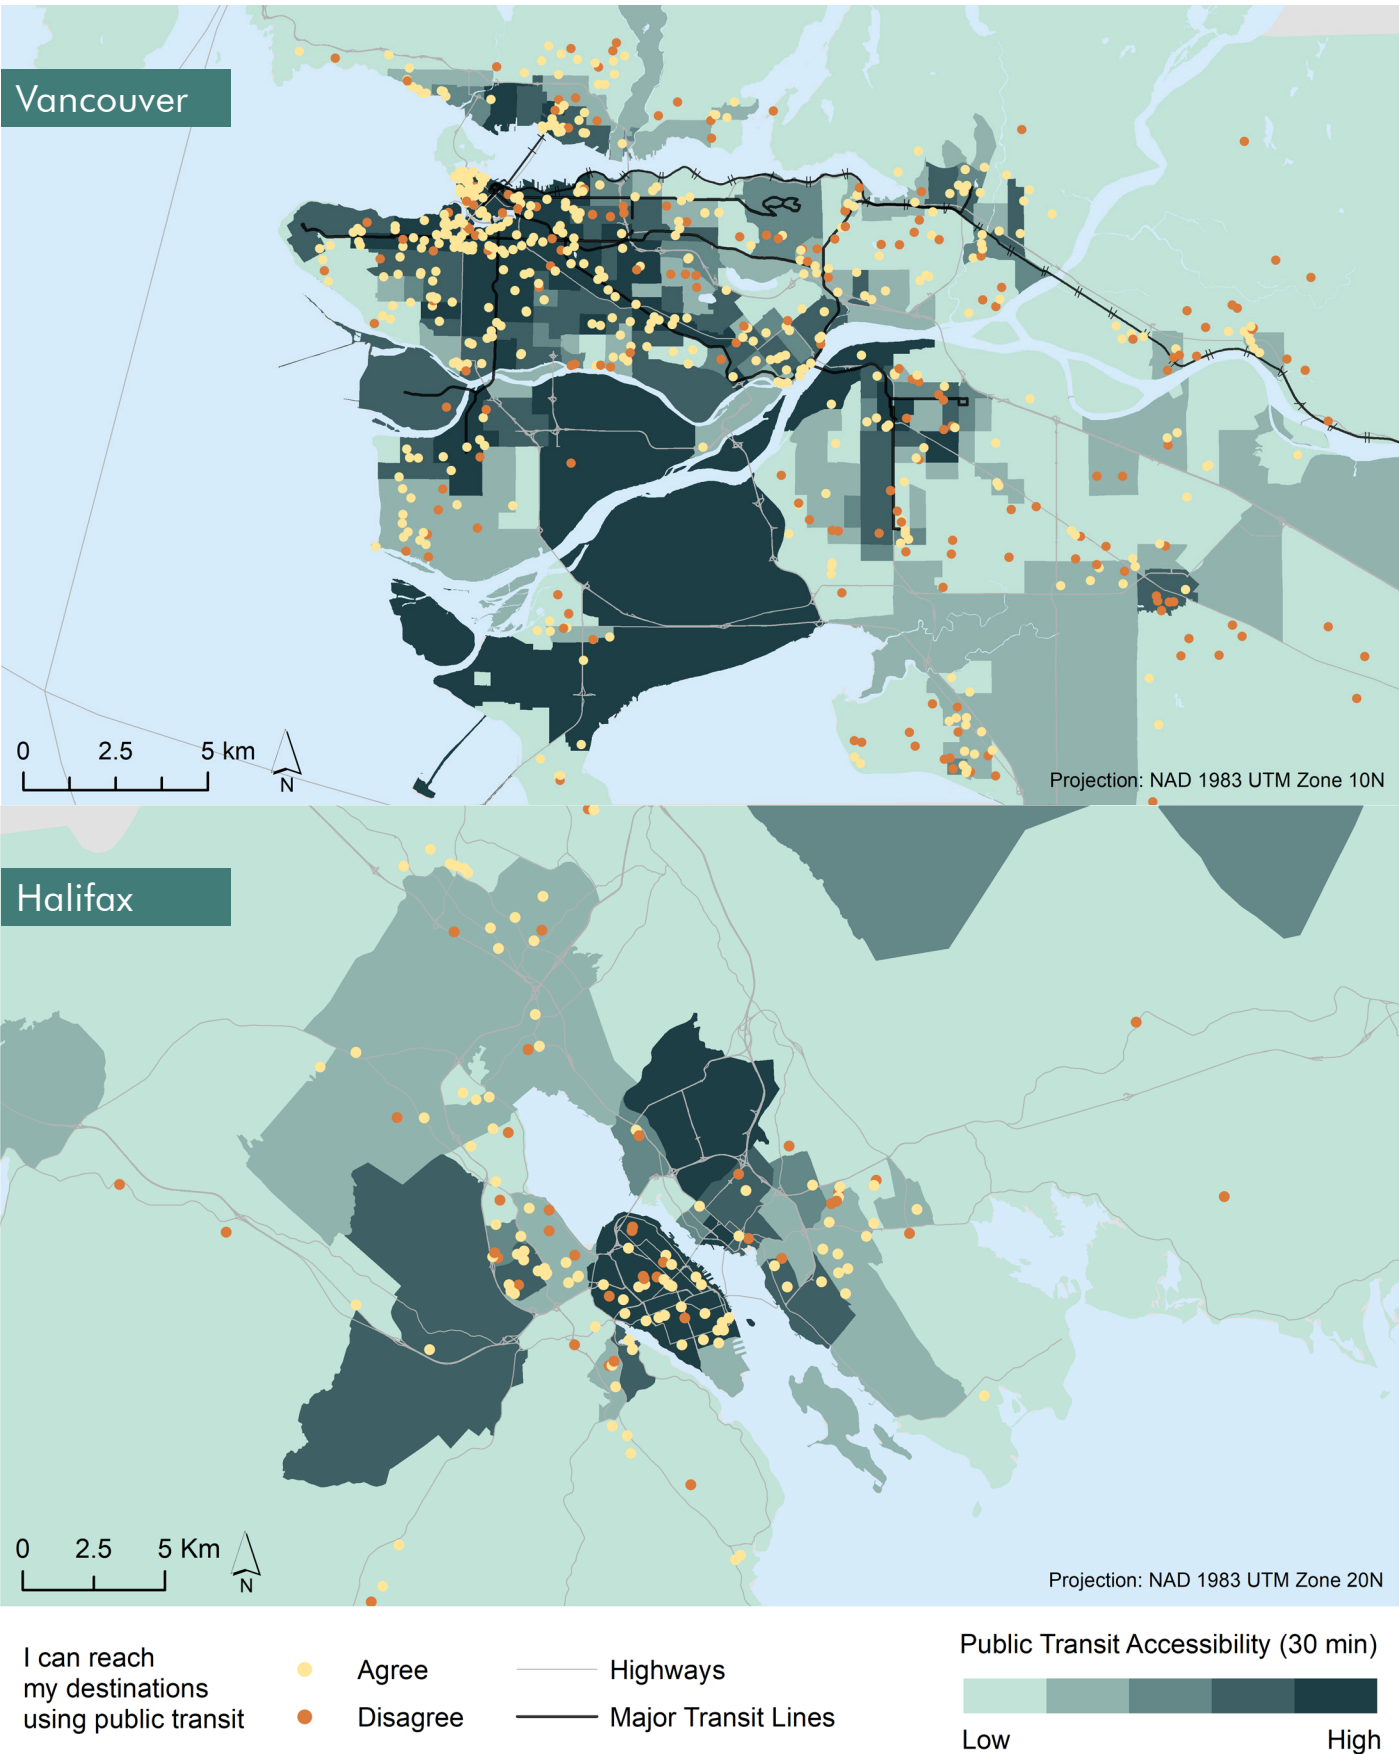 Vancouver
0 2.5 5 km
N
Projection: NAD 1983 UTM Zone 10N
Halifax
0 2.5 5 Km
N
Projection: NAD 1983 UTM Zone 20N
I can reach
my destinations
using public transit
Agree
Disagree
Highways
Major Transit Lines
Public Transit Accessibility (30 min)
Low High